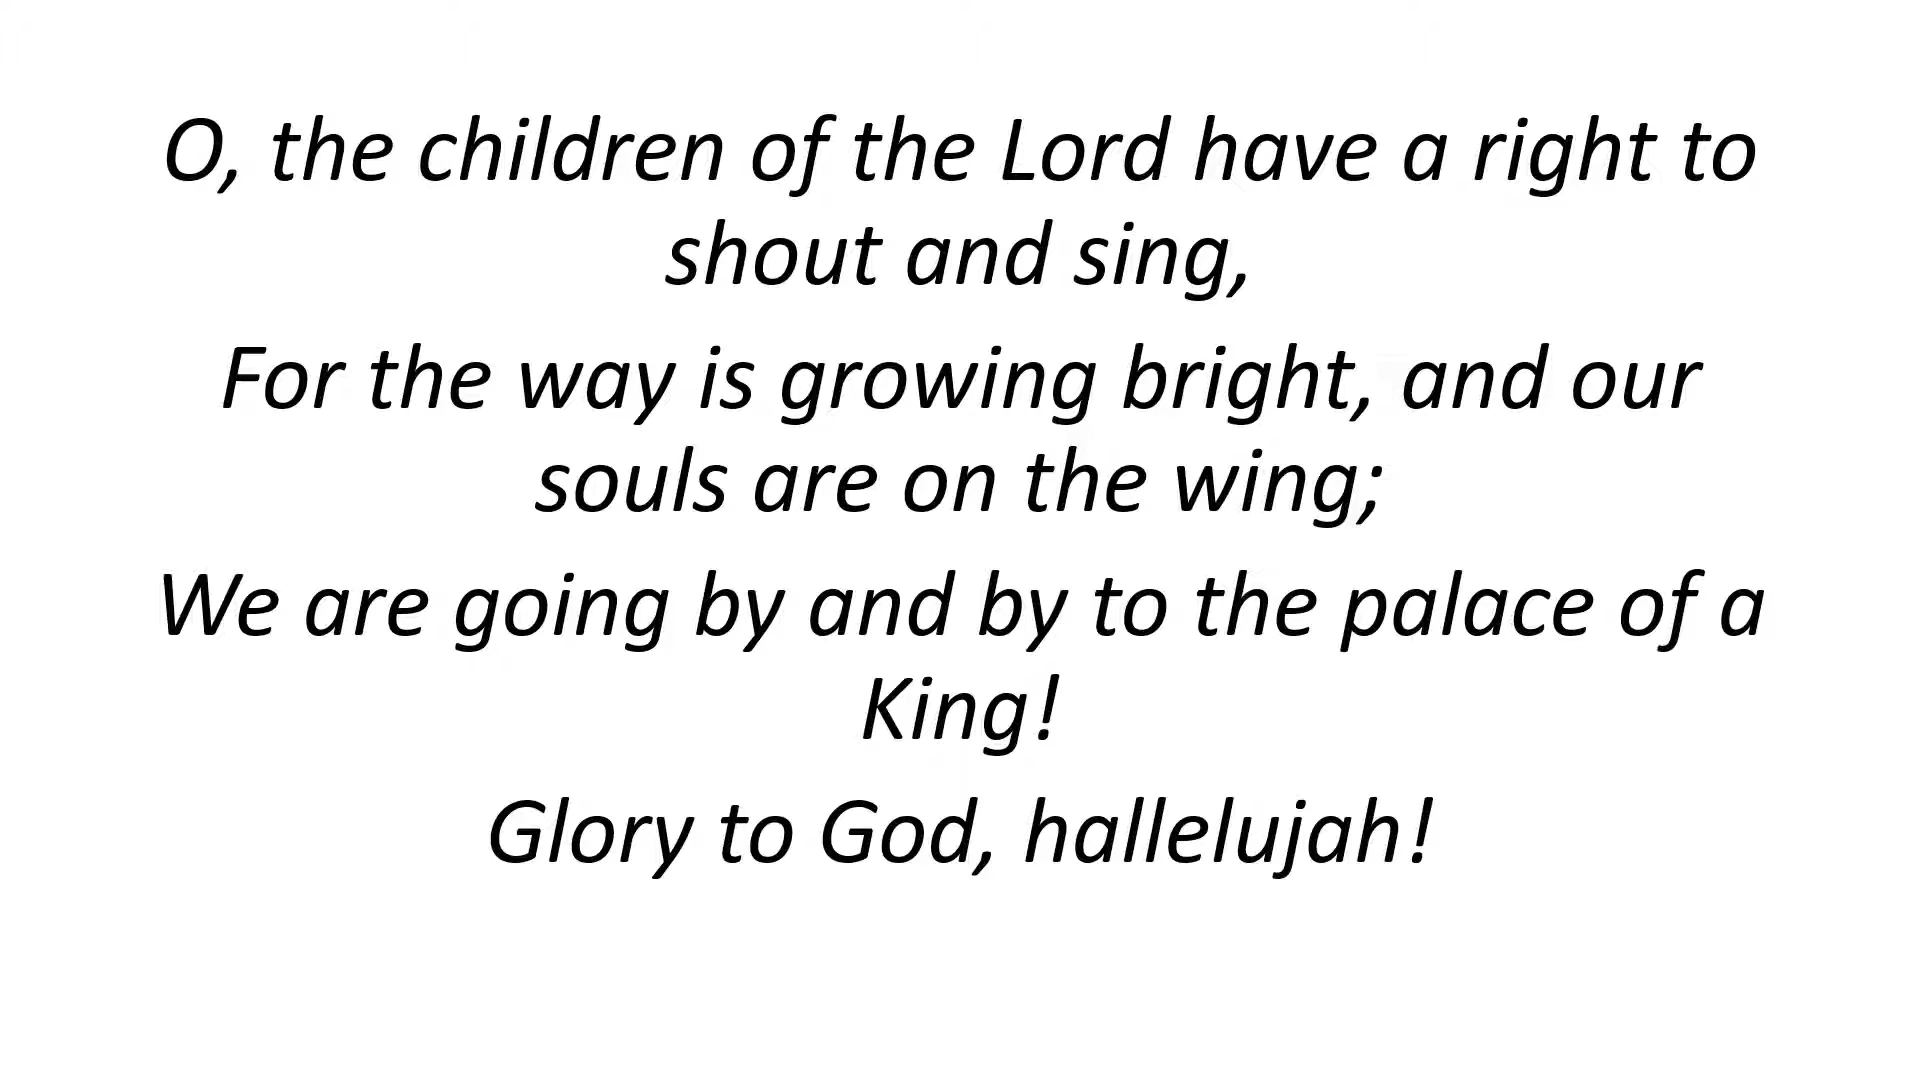 O, the children of the Lord have a right to
shout and sing,
For the way is growing bright, and our
souls are on the wing;
We are going by and by to the palace of a
King!
Glory to God, hallelujah!